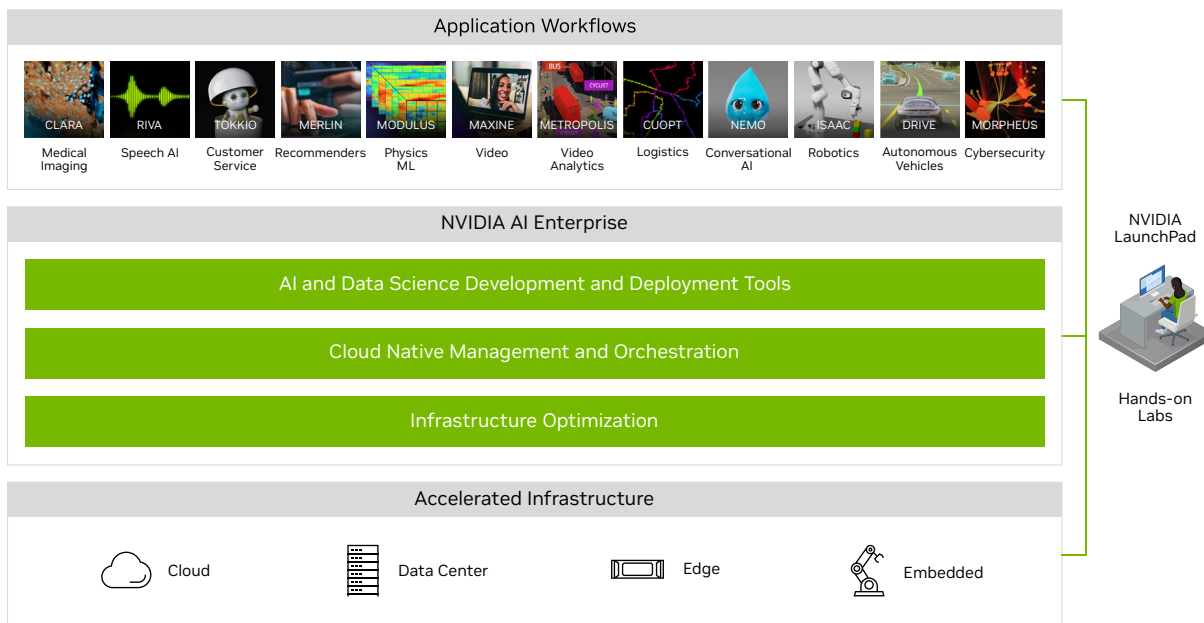 Application Workflows
BUS
CYCLIST
CLARA
RIVA
TOKKIO
MERLIN
MODULUS
MAXINE
METROPOLIS
CUOPT
NEMO
ISAAC
DRIVE
MORPHEUS
Medical
Imaging
Speech AI
Customer
Service
Recommenders
Physics
ML
Video
Video
Analytics
Logistics
Conversational
AI
Robotics
Autonomous
Vehicles
Cybersecurity
NVIDIA AI Enterprise
AI and Data Science Development and Deployment Tools
Cloud Native Management and Orchestration
Infrastructure Optimization
Accelerated Infrastructure
Cloud
Data Center
Edge
Embedded
NVIDIA
LaunchPad
Hands-on
Labs